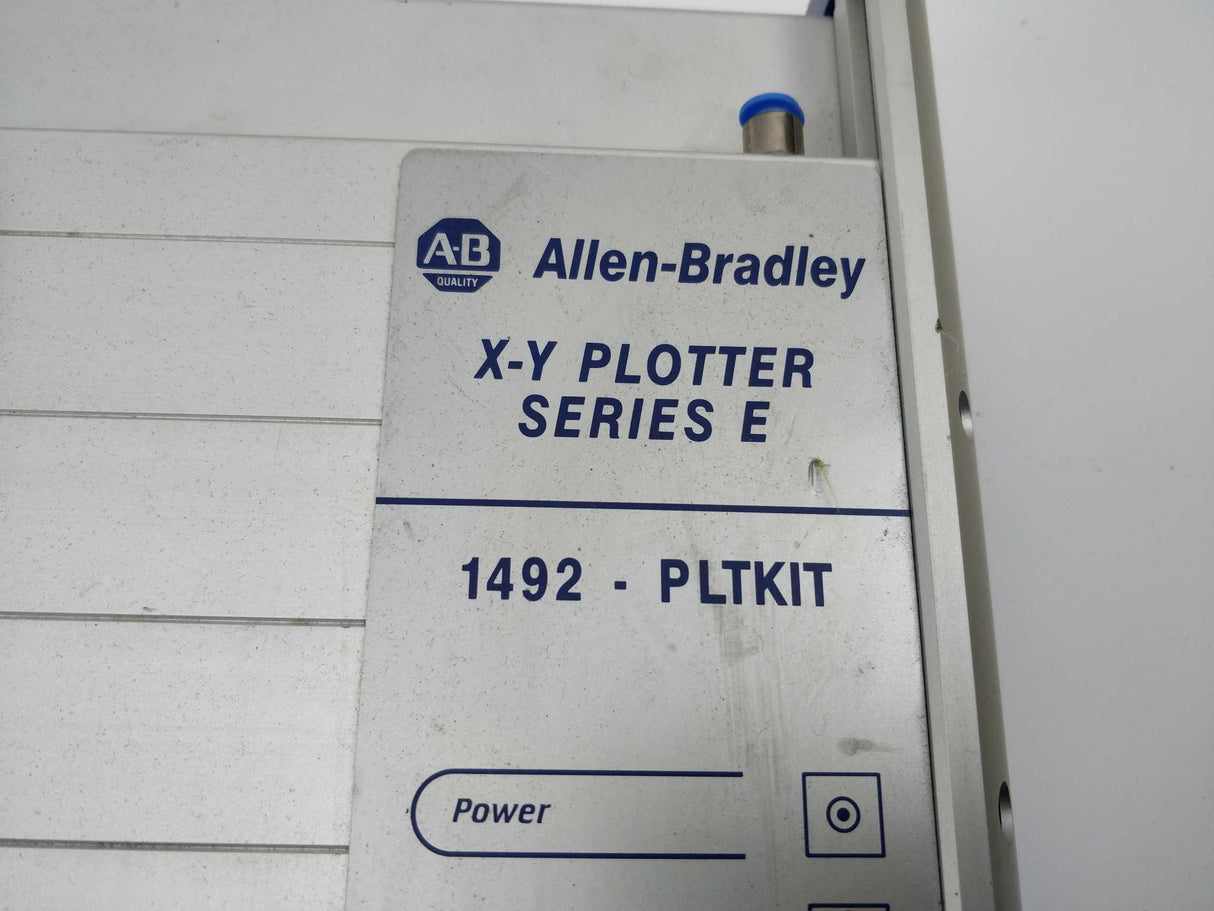 A-B
QUALITY
Allen-Bradley
X-Y PLOTTER
SERIES E
1492 - PLTKIT
Power